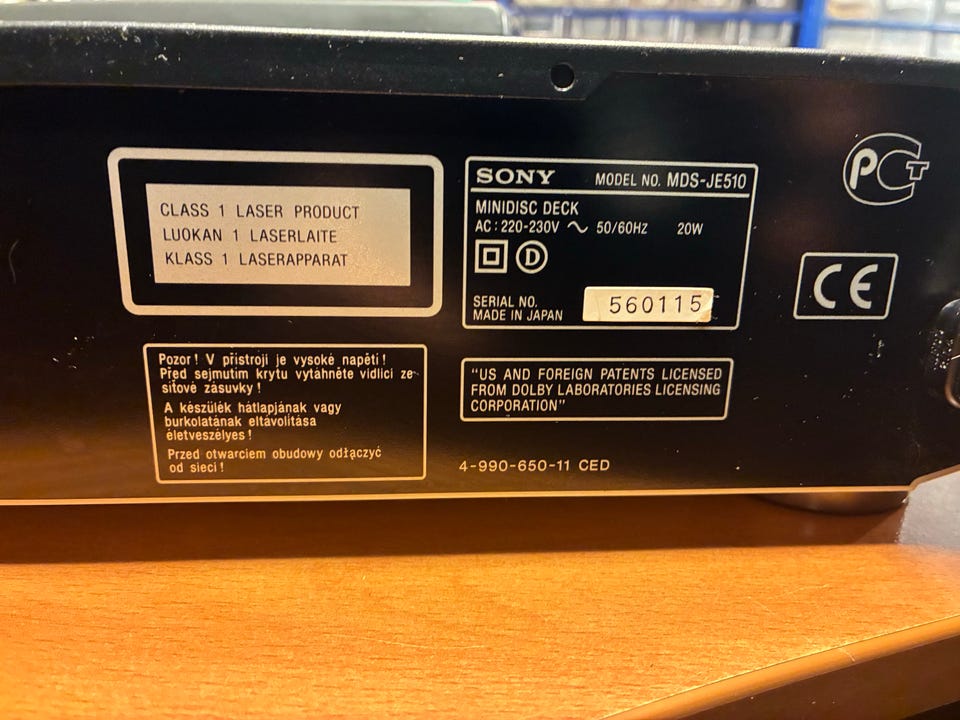 CLASS 1 LASER PRODUCT
LUOKAN 1 LASERLAITE
KLASS 1 LASERAPPARAT
SONY MODEL NO. MDS-JE510
MINIDISC DECK
AC : 220-230V ～ 50/60Hz 20W
D
SERIAL NO. 560115
MADE IN JAPAN
PCT
CE
Pozor! V přístroji je vysoké napětí!
Před sejmutím krytu vytáhněte vidlici ze
síťové zásuvky!
A készülék hátlapjának vagy
burkolatának eltávolítása
életveszélyes!
Przed otwarciem obudowy odłączyć
od sieci!
"US AND FOREIGN PATENTS LICENSED
FROM DOLBY LABORATORIES LICENSING
CORPORATION"
4-990-650-11 CED